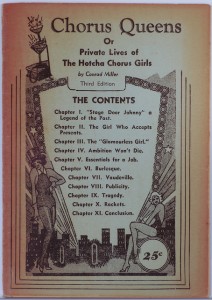 Chorus Queens
Or
Private Lives of
The Hotcha Chorus Girls
by Conrad Miller
Third Edition
THE CONTENTS
Chapter I. "Stage Door Johnny" a
Legend of the Past.
Chapter II. The Girl Who Accepts
Presents.
Chapter III. The "Glamourless Girl."
Chapter IV. Ambition Won't Die.
Chapter V. Essentials for a Job.
Chapter VI. Burlesque.
Chapter VII. Vaudeville.
Chapter VIII. Publicity.
Chapter IX. Tragedy.
Chapter X. Rackets.
Chapter XI. Conclusion.
25c